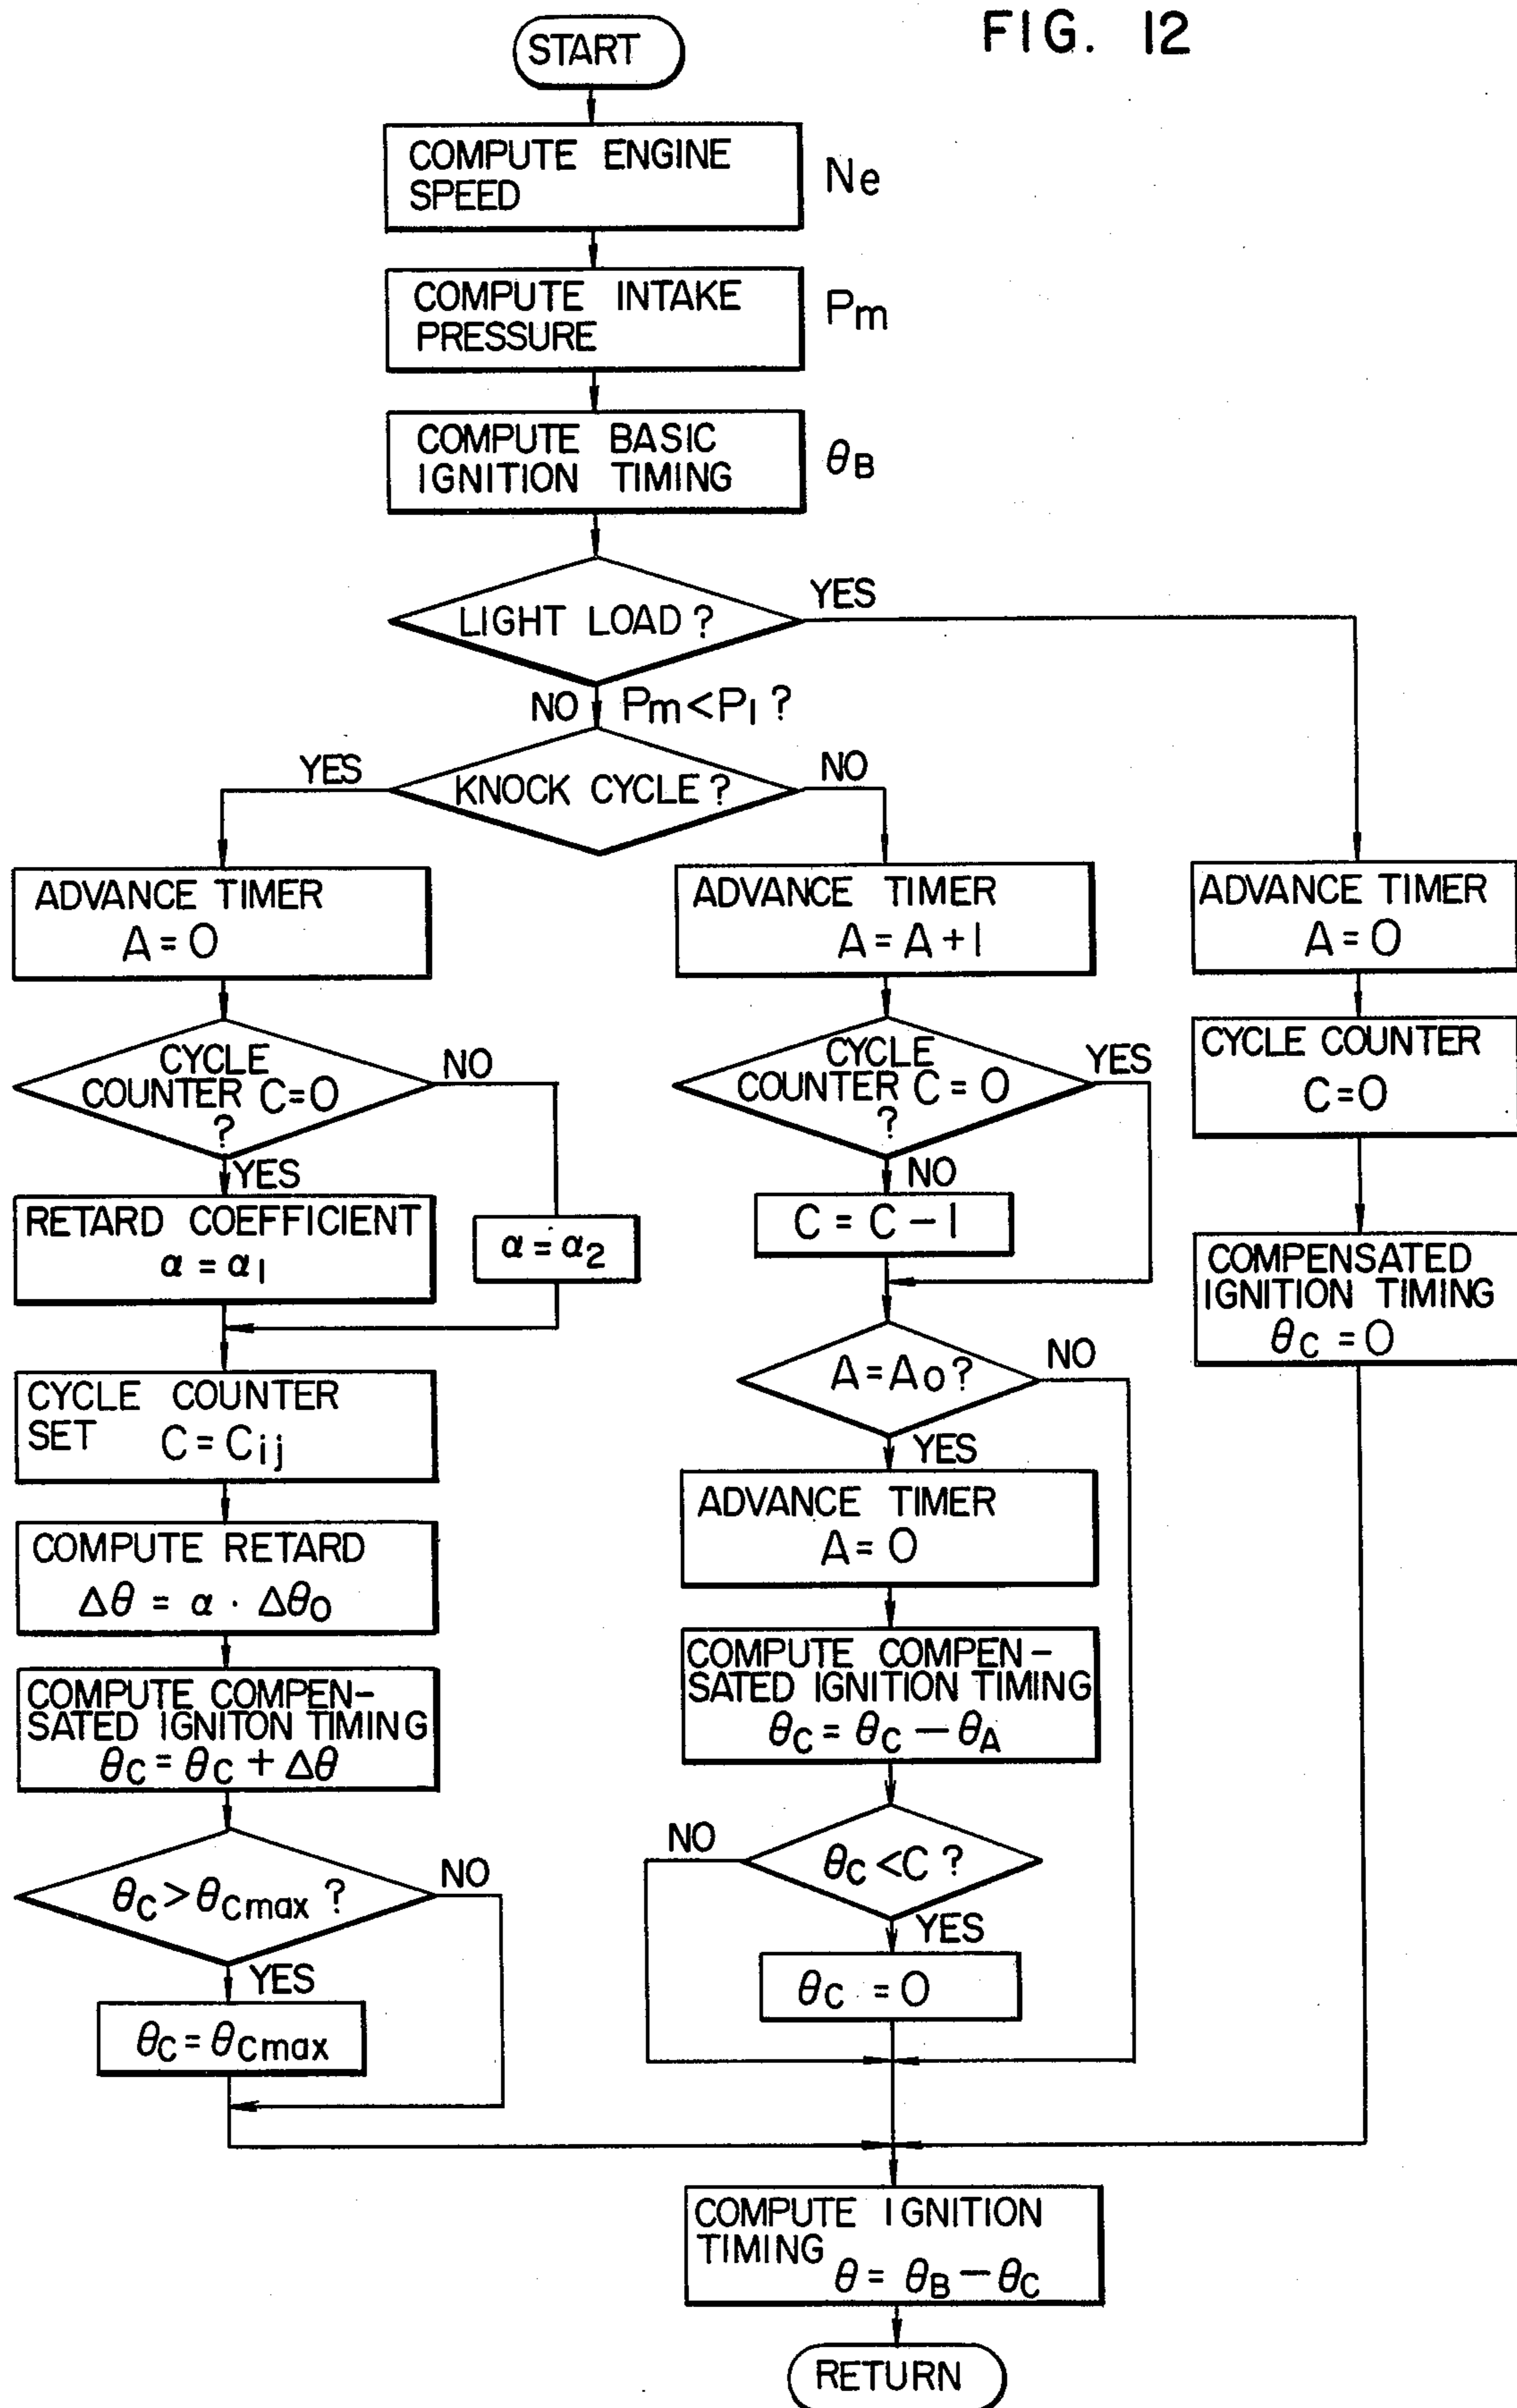 FIG. 12
START
COMPUTE ENGINE
SPEED
Ne
COMPUTE INTAKE
PRESSURE
Pm
COMPUTE BASIC
IGNITION TIMING
θB
LIGHT LOAD ?
YES
NO
Pm<P1 ?
KNOCK CYCLE ?
YES
NO
ADVANCE TIMER
A = 0
CYCLE
COUNTER C=0
?
NO
YES
RETARD COEFFICIENT
α = α1
α = α2
CYCLE COUNTER
SET C = Cij
COMPUTE RETARD
Δθ = α · Δθ0
COMPUTE COMPEN-
SATED IGNITON TIMING
θC = θC + Δθ
θC > θCmax ?
NO
YES
θC = θCmax
ADVANCE TIMER
A = A + 1
CYCLE
COUNTER C = 0
?
YES
NO
C = C - 1
A = A0 ?
NO
YES
ADVANCE TIMER
A = 0
COMPUTE COMPEN-
SATED IGNITION TIMING
θC = θC - θA
θC < C ?
NO
YES
θC = 0
ADVANCE TIMER
A = 0
CYCLE COUNTER
C = 0
COMPENSATED
IGNITION TIMING
θC = 0
COMPUTE IGNITION
TIMING
θ = θB - θC
RETURN